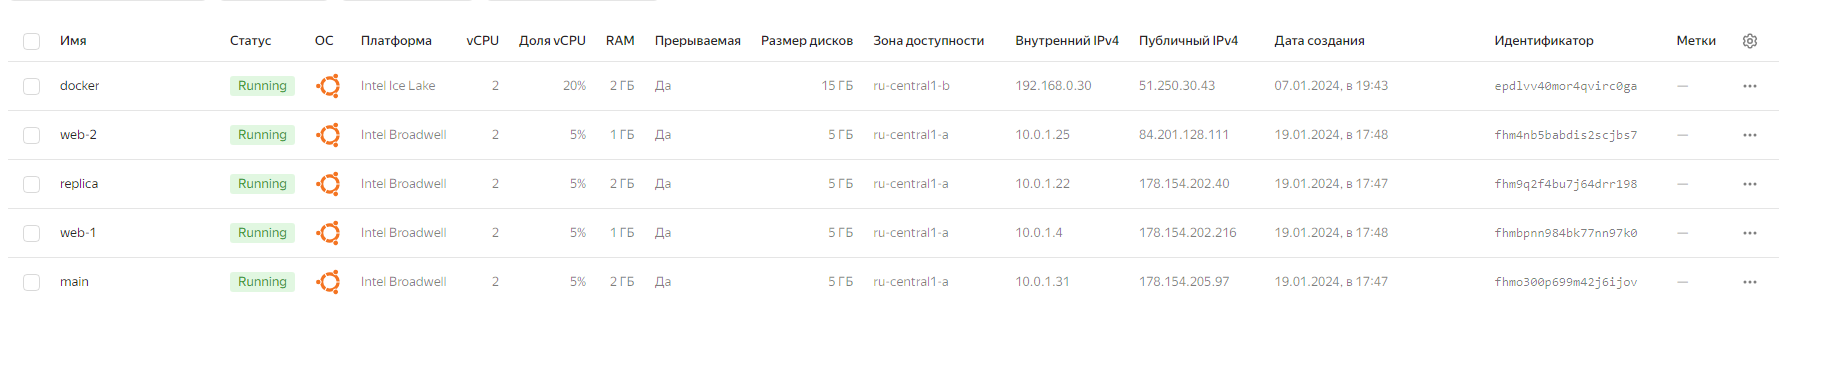 Имя Статус ОС Платформа vCPU Доля vCPU RAM Прерываемая Размер дисков Зона доступности Внутренний IPv4 Публичный IPv4 Дата создания Идентификатор Метки
docker Running Intel Ice Lake 2 20% 2 ГБ Да 15 ГБ ru-central1-b 192.168.0.30 51.250.30.43 07.01.2024, в 19:43 epdlvv40mor4qvirc0ga —
web-2 Running Intel Broadwell 2 5% 1 ГБ Да 5 ГБ ru-central1-a 10.0.1.25 84.201.128.111 19.01.2024, в 17:48 fhm4nb5babdis2scjbs7 —
replica Running Intel Broadwell 2 5% 2 ГБ Да 5 ГБ ru-central1-a 10.0.1.22 178.154.202.40 19.01.2024, в 17:47 fhm9q2f4bu7j64drr198 —
web-1 Running Intel Broadwell 2 5% 1 ГБ Да 5 ГБ ru-central1-a 10.0.1.4 178.154.202.216 19.01.2024, в 17:48 fhmbpnn984bk77nn97k0 —
main Running Intel Broadwell 2 5% 2 ГБ Да 5 ГБ ru-central1-a 10.0.1.31 178.154.205.97 19.01.2024, в 17:47 fhmo300p699m42j6ijov —